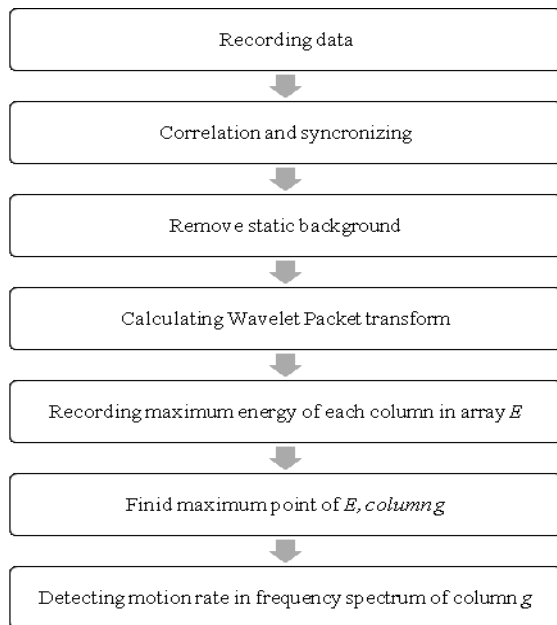 Recording data
Correlation and syncronizing
Remove static background
Calculating Wavelet Packet transform
Recording maximum energy of each column in array E
Finid maximum point of E, column g
Detecting motion rate in frequency spectrum of column g